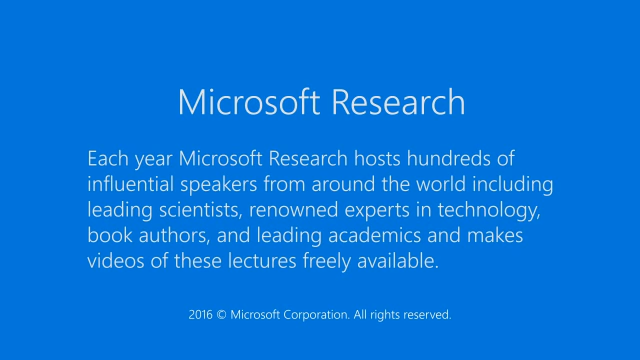 Microsoft Research
Each year Microsoft Research hosts hundreds of
influential speakers from around the world including
leading scientists, renowned experts in technology,
book authors, and leading academics and makes
videos of these lectures freely available.
2016 © Microsoft Corporation. All rights reserved.